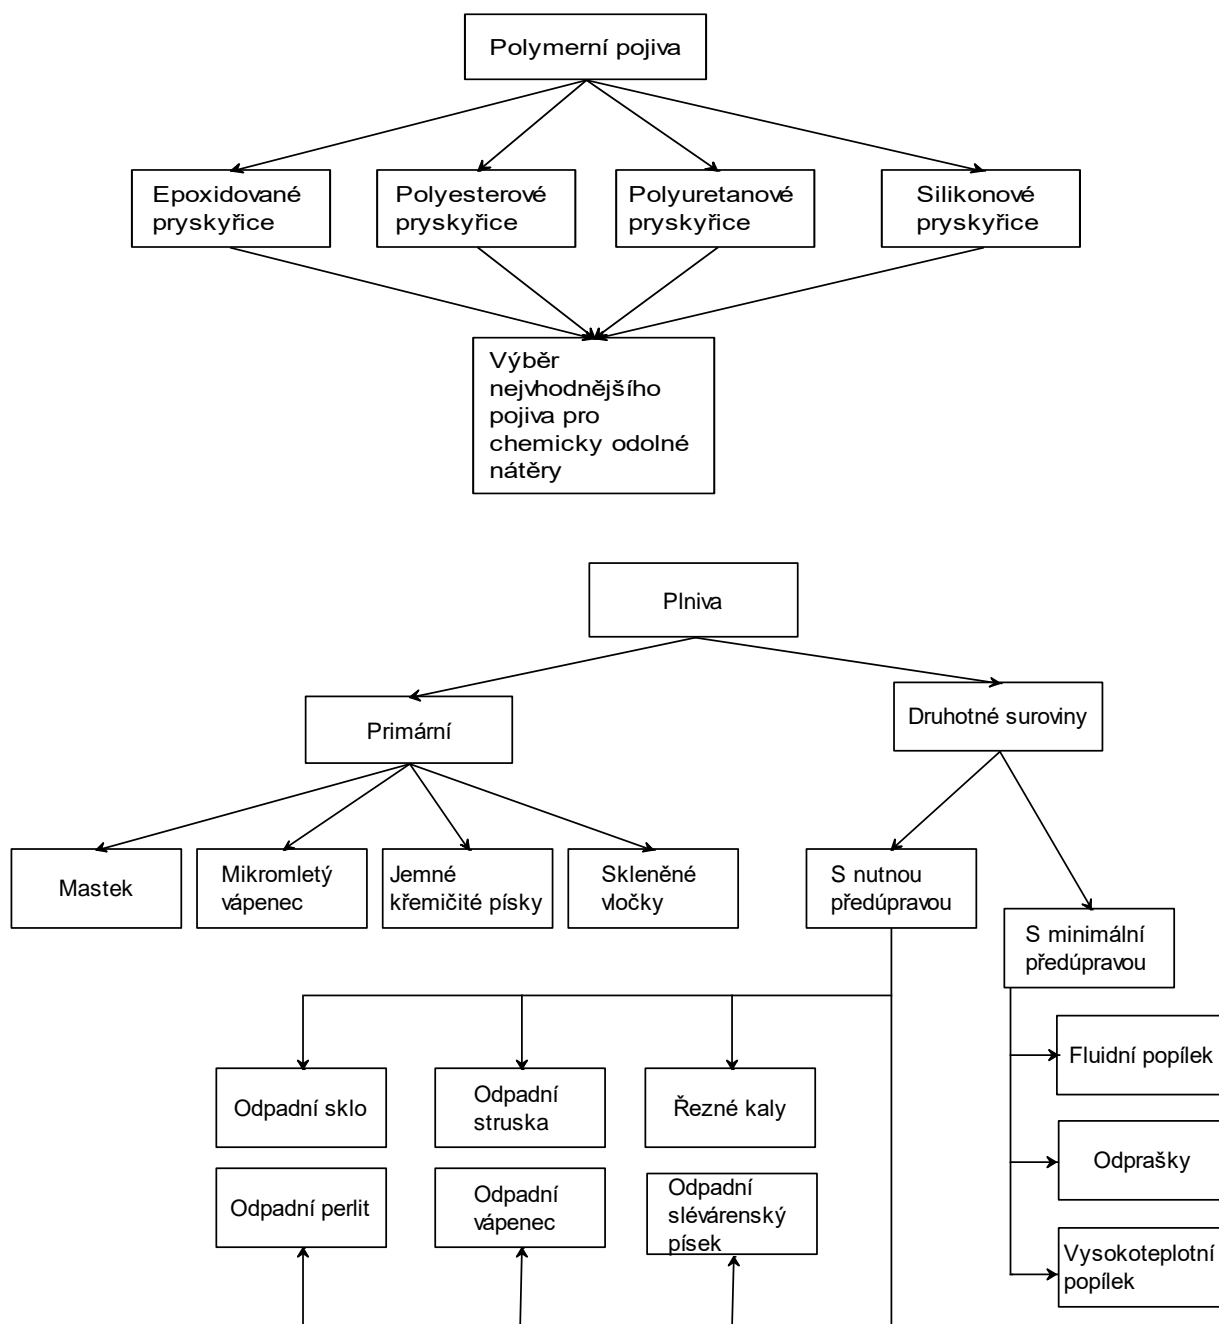 Polymerní pojiva
Epoxidované
pryskyřice
Polyesterové
pryskyřice
Polyuretanové
pryskyřice
Silikonové
pryskyřice
Výběr
nejvhodnějšího
pojiva pro
chemicky odolné
nátěry
Plniva
Primární
Druhotné suroviny
Mastek
Mikromletý
vápenec
Jemné
křemičité písky
Skleněné
vločky
S nutnou
předúpravou
S minimální
předúpravou
Fluidní popílek
Odprašky
Vysokoteplotní
popílek
Odpadní sklo
Odpadní
struska
Řezné kaly
Odpadní perlit
Odpadní
vápenec
Odpadní
slévárenský
písek